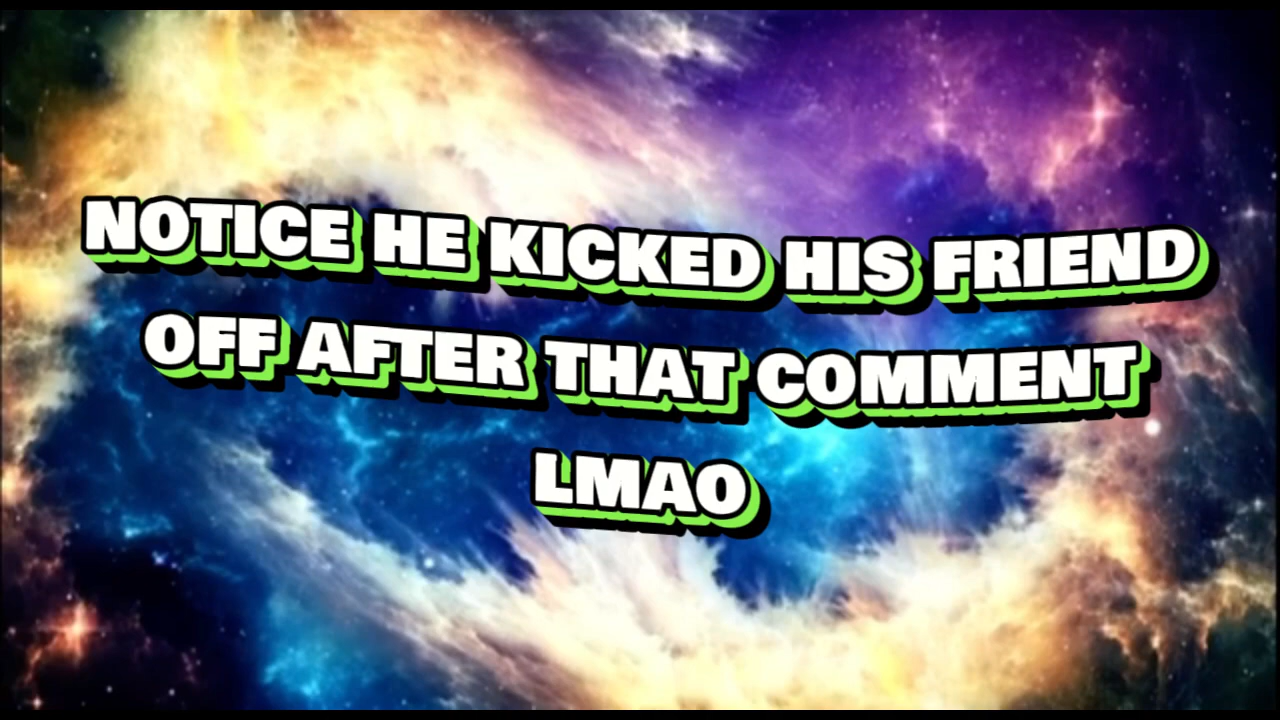 NOTICE HE KICKED HIS FRIEND
OFF AFTER THAT COMMENT
LMAO